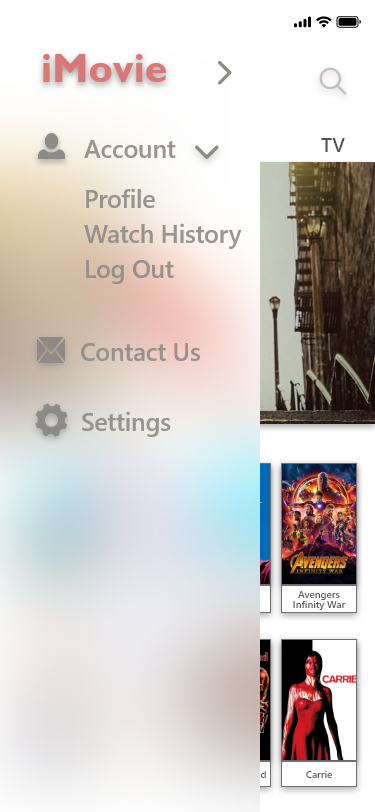 iMovie
TV
Account
Profile
Watch History
Log Out
Contact Us
Settings
AVENGERS
INFINITY WAR
Avengers
Infinity War
CARRIE
d
Carrie